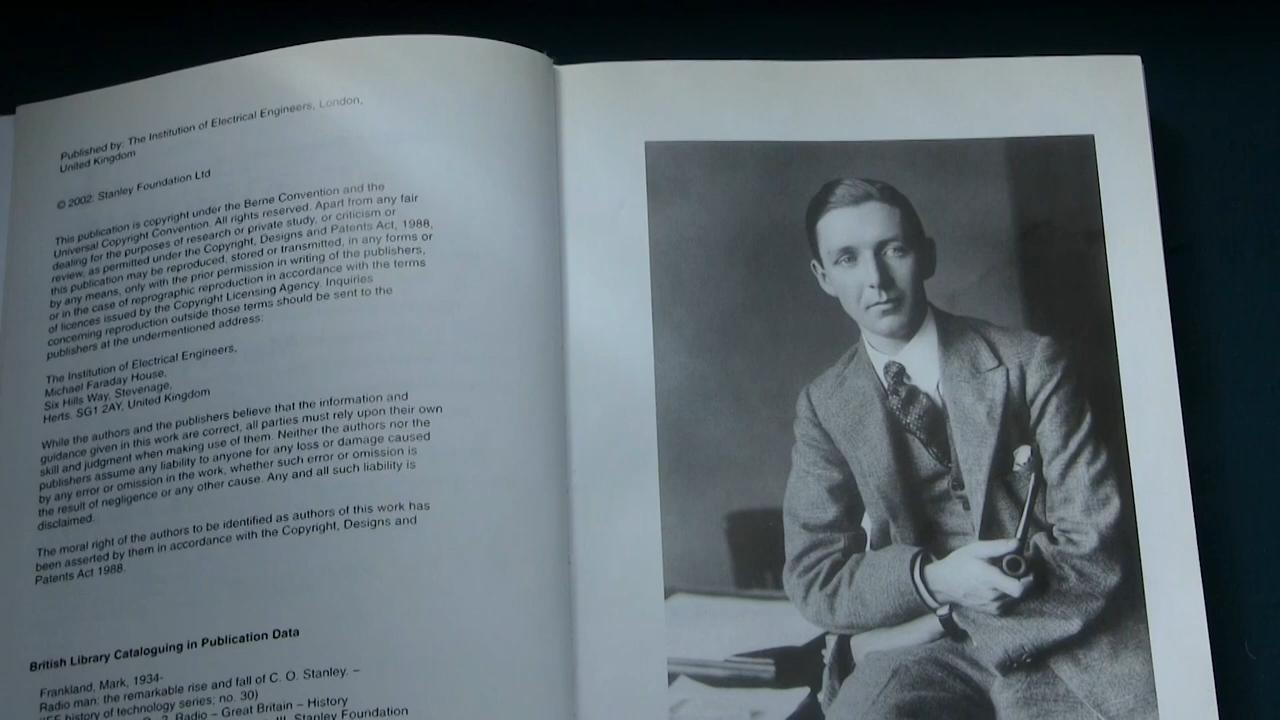 Published by: The Institution of Electrical Engineers, London,
United Kingdom
© 2002: Stanley Foundation Ltd
This publication is copyright under the Berne Convention and the
Universal Copyright Convention. All rights reserved. Apart from any fair
dealing for the purposes of research or private study, or criticism or
review, as permitted under the Copyright, Designs and Patents Act, 1988,
this publication may be reproduced, stored or transmitted, in any forms or
by any means, only with the prior permission in writing of the publishers,
or in the case of reprographic reproduction in accordance with the terms
of licences issued by the Copyright Licensing Agency. Inquiries
concerning reproduction outside those terms should be sent to the
publishers at the undermentioned address:
The Institution of Electrical Engineers,
Michael Faraday House,
Six Hills Way, Stevenage,
Herts. SG1 2AY, United Kingdom
While the authors and the publishers believe that the information and
guidance given in this work are correct, all parties must rely upon their own
skill and judgment when making use of them. Neither the authors nor the
publishers assume any liability to anyone for any loss or damage caused
by any error or omission in the work, whether such error or omission is
the result of negligence or any other cause. Any and all such liability is
disclaimed.
The moral right of the authors to be identified as authors of this work has
been asserted by them in accordance with the Copyright, Designs and
Patents Act 1988.
British Library Cataloguing in Publication Data
Frankland, Mark, 1934-
Radio man: the remarkable rise and fall of C. O. Stanley. –
history of technology series; no. 30)
2. Radio – Great Britain – History
Stanley Foundation